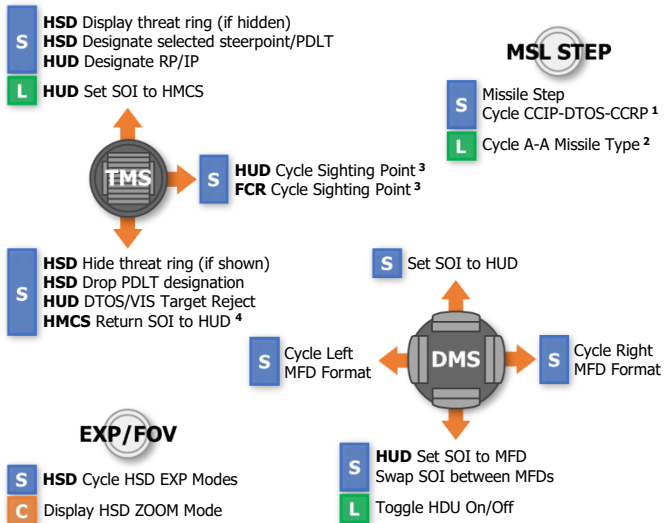 S
HSD Display threat ring (if hidden)
HSD Designate selected steerpoint/PDLT
HUD Designate RP/IP
L HUD Set SOI to HMCS
TMS
S
HUD Cycle Sighting Point 3
FCR Cycle Sighting Point 3
S
HSD Hide threat ring (if shown)
HSD Drop PDLT designation
HUD DTOS/VIS Target Reject
HMCS Return SOI to HUD 4
MSL STEP
S
Missile Step
Cycle CCIP-DTOS-CCRP 1
L Cycle A-A Missile Type 2
S Set SOI to HUD
S
Cycle Left
MFD Format
DMS
S
Cycle Right
MFD Format
S
HUD Set SOI to MFD
Swap SOI between MFDs
L Toggle HDU On/Off
EXP/FOV
S HSD Cycle HSD EXP Modes
C Display HSD ZOOM Mode